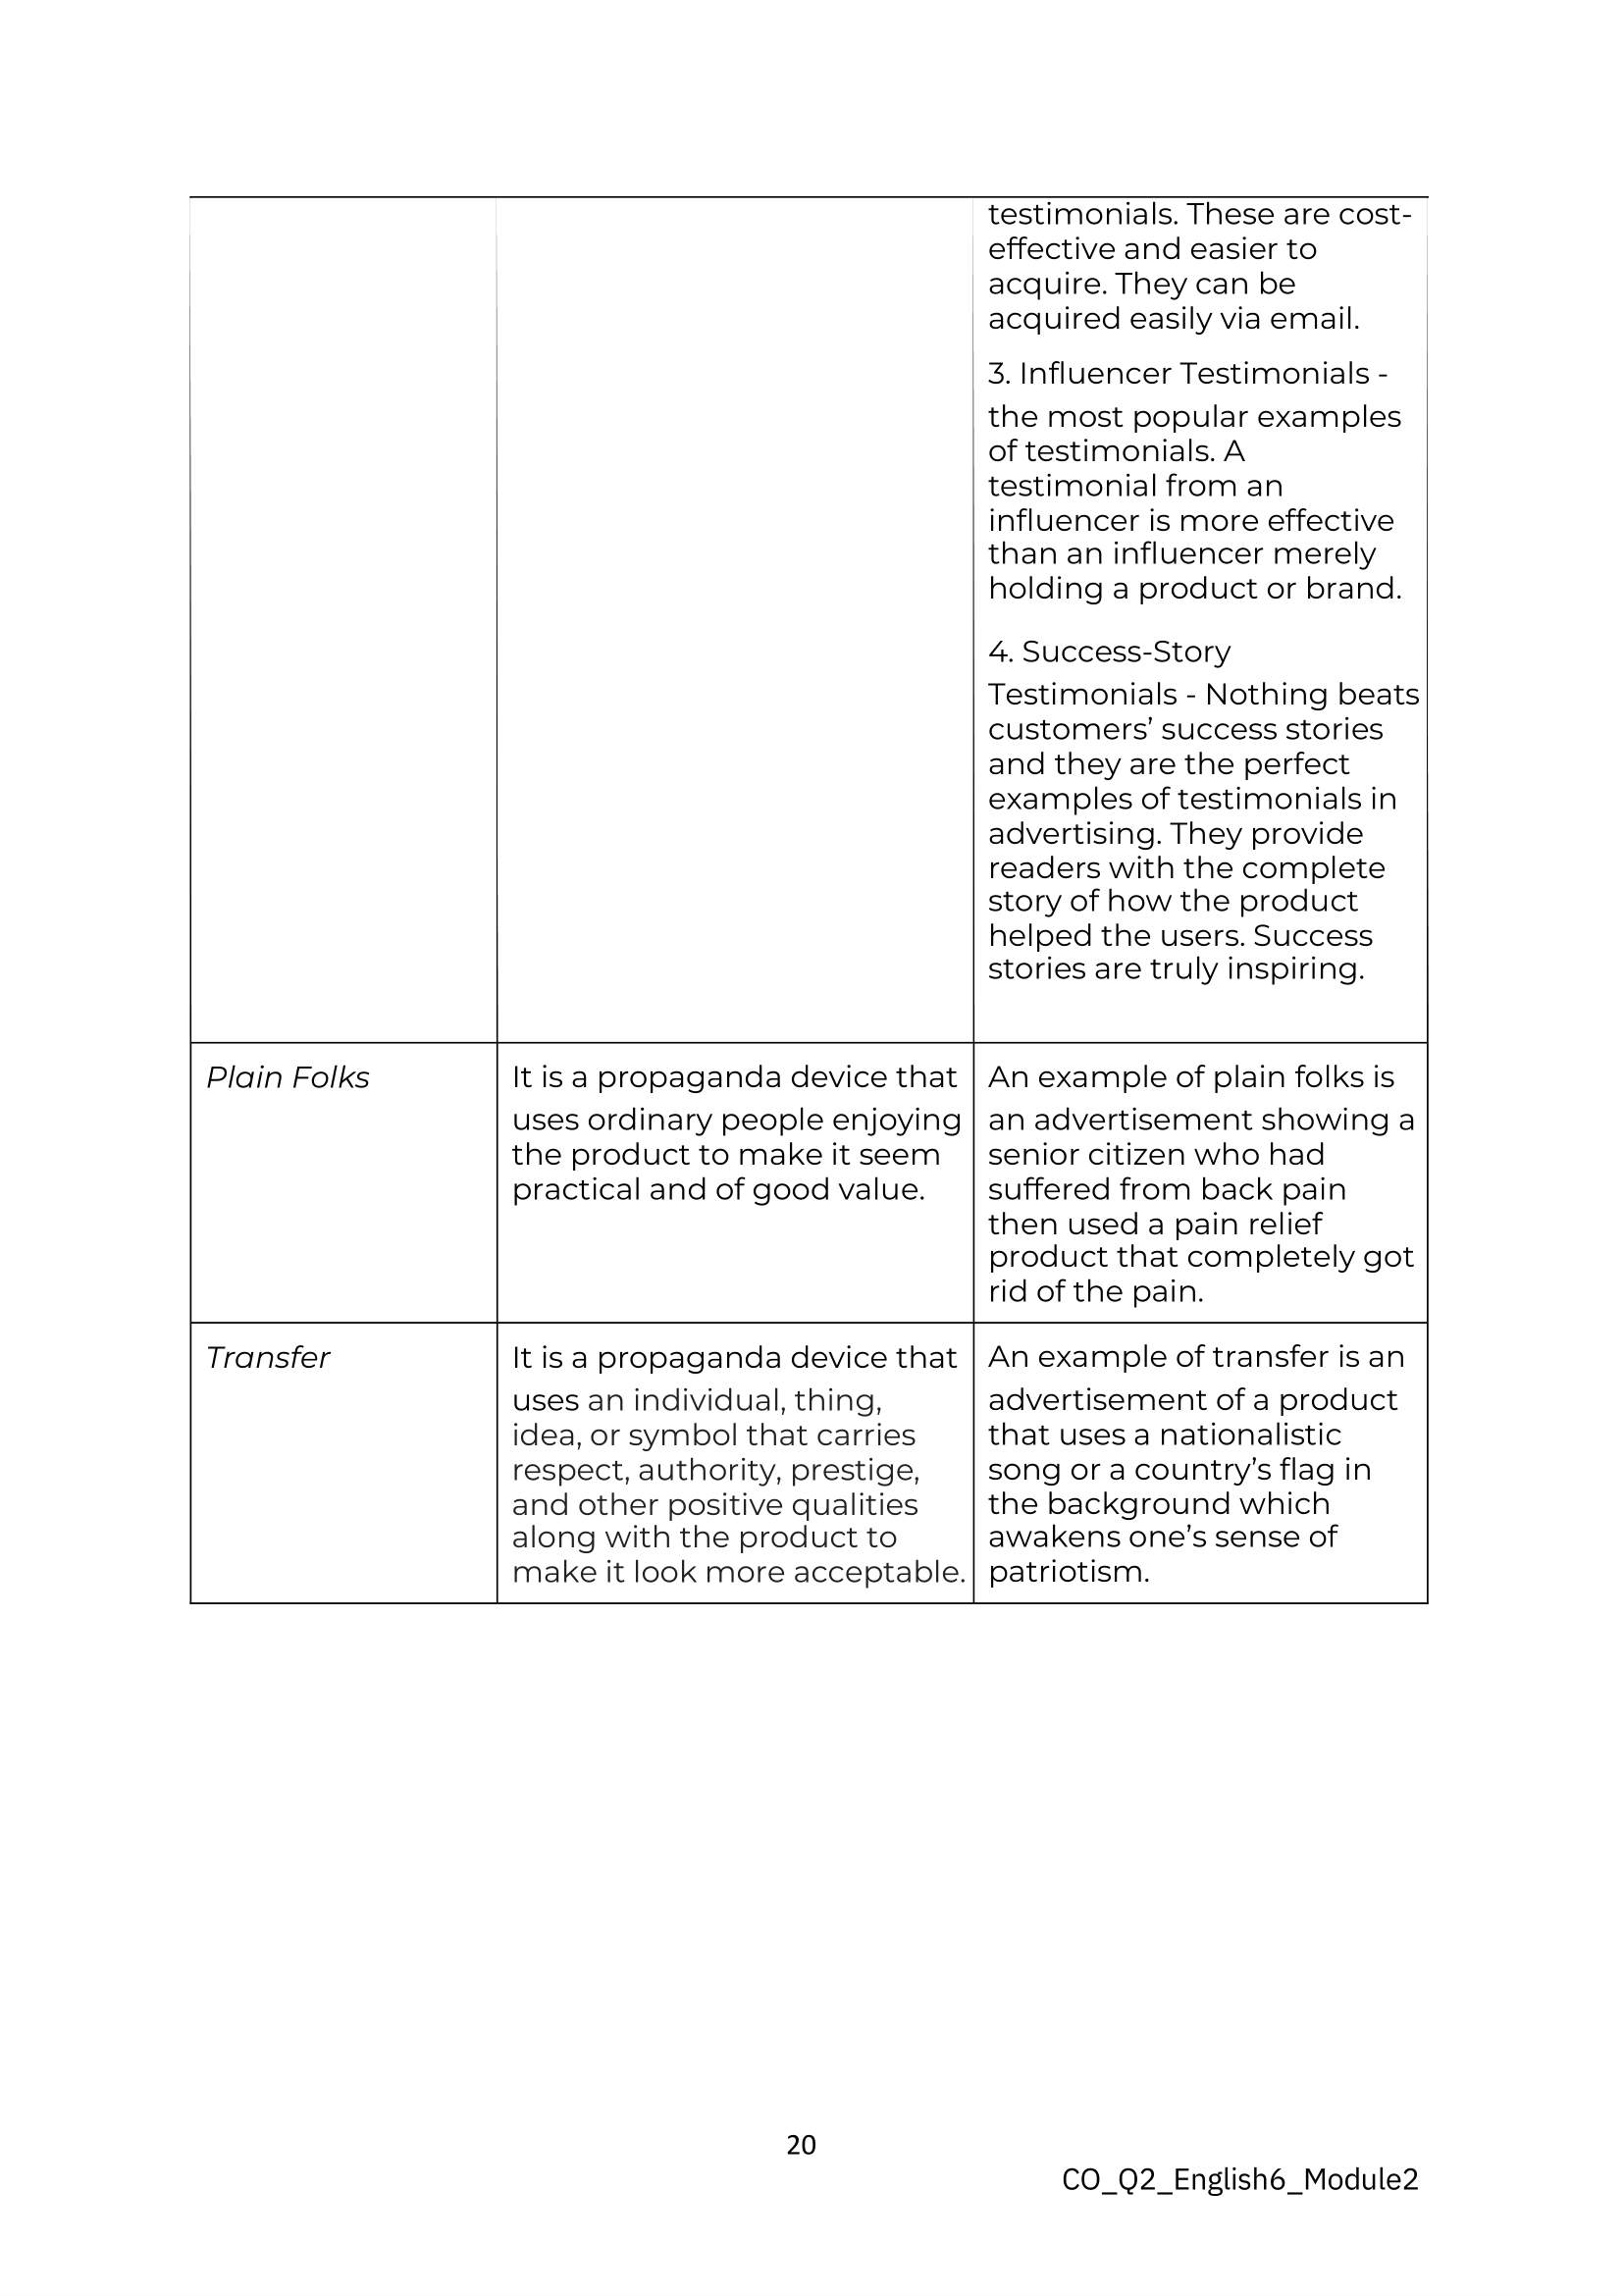 testimonials. These are cost-
effective and easier to
acquire. They can be
acquired easily via email.
3. Influencer Testimonials -
the most popular examples
of testimonials. A
testimonial from an
influencer is more effective
than an influencer merely
holding a product or brand.
4. Success-Story
Testimonials - Nothing beats
customers’ success stories
and they are the perfect
examples of testimonials in
advertising. They provide
readers with the complete
story of how the product
helped the users. Success
stories are truly inspiring.
Plain Folks
It is a propaganda device that
uses ordinary people enjoying
the product to make it seem
practical and of good value.
An example of plain folks is
an advertisement showing a
senior citizen who had
suffered from back pain
then used a pain relief
product that completely got
rid of the pain.
Transfer
It is a propaganda device that
uses an individual, thing,
idea, or symbol that carries
respect, authority, prestige,
and other positive qualities
along with the product to
make it look more acceptable.
An example of transfer is an
advertisement of a product
that uses a nationalistic
song or a country’s flag in
the background which
awakens one’s sense of
patriotism.
20
CO_Q2_English6_Module2